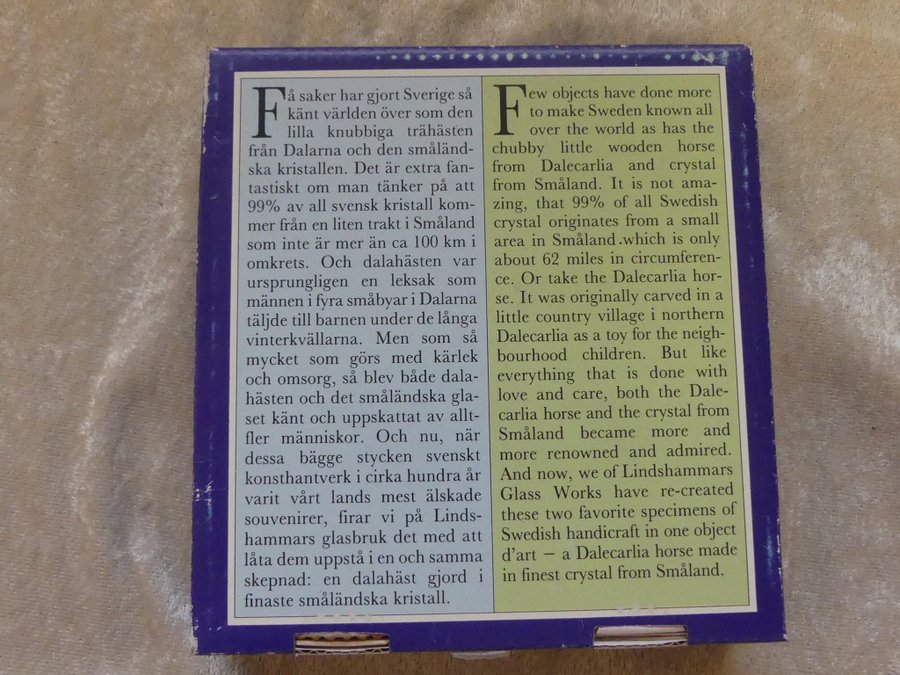 Få saker har gjort Sverige så
känt världen över som den
lilla knubbiga trähästen
från Dalarna och den småländ-
ska kristallen. Det är extra fan-
tastiskt om man tänker på att
99% av all svensk kristall kom-
mer från en liten trakt i Småland
som inte är mer än ca 100 km i
omkrets. Och dalahästen var
ursprungligen en leksak som
männen i fyra småbyar i Dalarna
täljde till barnen under de långa
vinterkvällarna. Men som så
mycket som görs med kärlek
och omsorg, så blev både dala-
hästen och det småländska gla-
set känt och uppskattat av allt-
fler människor. Och nu, när
dessa bägge stycken svenskt
konsthantverk i cirka hundra år
varit vårt lands mest älskade
souvenirer, firar vi på Linds-
hammars glasbruk det med att
låta dem uppstå i en och samma
skepnad: en dalahäst gjord i
finaste småländska kristall.
Few objects have done more
to make Sweden known all
over the world as has the
chubby little wooden horse
from Dalecarlia and crystal
from Småland. It is not ama-
zing, that 99% of all Swedish
crystal originates from a small
area in Småland.which is only
about 62 miles in circumferen-
ce. Or take the Dalecarlia hor-
se. It was originally carved in a
little country village i northern
Dalecarlia as a toy for the neigh-
bourhood children. But like
everything that is done with
love and care, both the Dale-
carlia horse and the crystal from
Småland became more and
more renowned and admired.
And now, we of Lindshammars
Glass Works have re-created
these two favorite specimens of
Swedish handicraft in one object
d'art – a Dalecarlia horse made
in finest crystal from Småland.